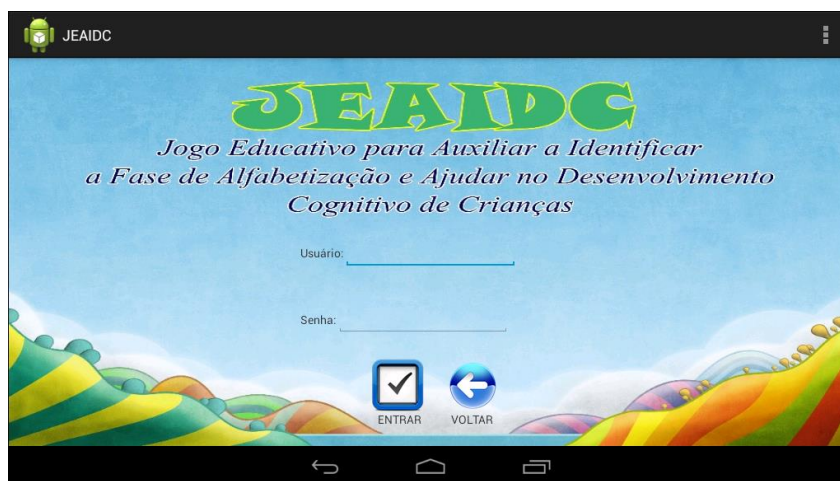 JEAIDC
JEAIDC
Jogo Educativo para Auxiliar a Identificar
a Fase de Alfabetização e Ajudar no Desenvolvimento
Cognitivo de Crianças
Usuário:
Senha:
ENTRAR VOLTAR